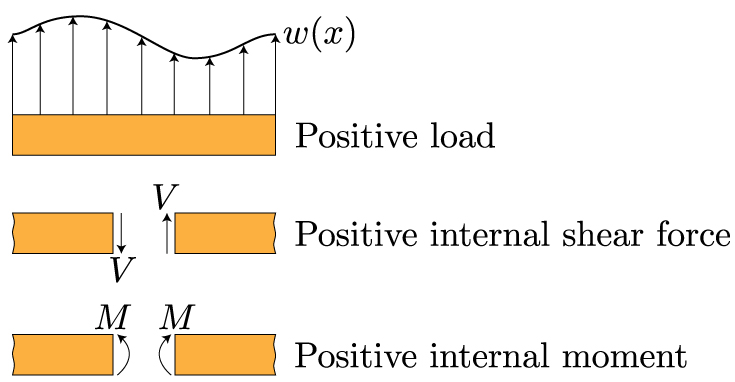 w(x)
Positive load
V
Positive internal shear force
V
M M
Positive internal moment